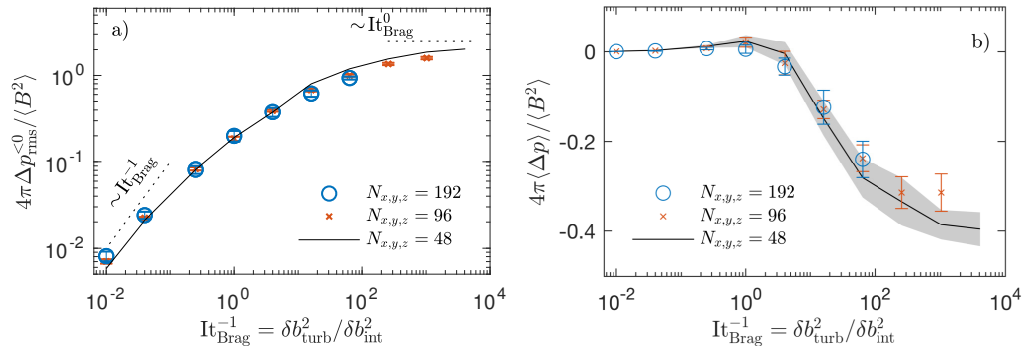 a)
~ It⁰_Brag
~ It⁻¹_Brag
4πΔp^{<0}_rms/⟨B²⟩
10⁰
10⁻¹
10⁻²
N_{x,y,z} = 192
N_{x,y,z} = 96
N_{x,y,z} = 48
10⁻² 10⁰ 10² 10⁴
It⁻¹_Brag = δb²_turb/δb²_int
b)
4π⟨Δp⟩/⟨B²⟩
0
-0.2
-0.4
N_{x,y,z} = 192
N_{x,y,z} = 96
N_{x,y,z} = 48
10⁻² 10⁰ 10² 10⁴
It⁻¹_Brag = δb²_turb/δb²_int